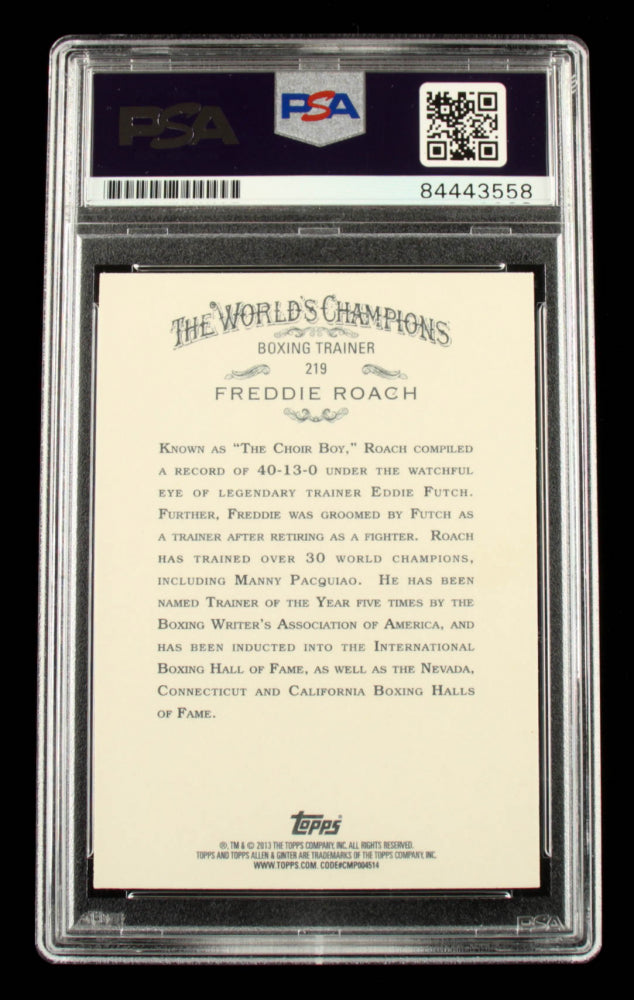 PSA
PSA
84443558
THE WORLD'S CHAMPIONS
BOXING TRAINER
219
FREDDIE ROACH
KNOWN AS "THE CHOIR BOY," ROACH COMPILED
A RECORD OF 40-13-0 UNDER THE WATCHFUL
EYE OF LEGENDARY TRAINER EDDIE FUTCH.
FURTHER, FREDDIE WAS GROOMED BY FUTCH AS
A TRAINER AFTER RETIRING AS A FIGHTER. ROACH
HAS TRAINED OVER 30 WORLD CHAMPIONS,
INCLUDING MANNY PACQUIAO. HE HAS BEEN
NAMED TRAINER OF THE YEAR FIVE TIMES BY THE
BOXING WRITER'S ASSOCIATION OF AMERICA, AND
HAS BEEN INDUCTED INTO THE INTERNATIONAL
BOXING HALL OF FAME, AS WELL AS THE NEVADA,
CONNECTICUT AND CALIFORNIA BOXING HALLS
OF FAME.
Topps
®, TM & © 2013 THE TOPPS COMPANY, INC. ALL RIGHTS RESERVED.
TOPPS AND TOPPS ALLEN & GINTER ARE TRADEMARKS OF THE TOPPS COMPANY, INC.
WWW.TOPPS.COM. CODE#CMP004514
PSA